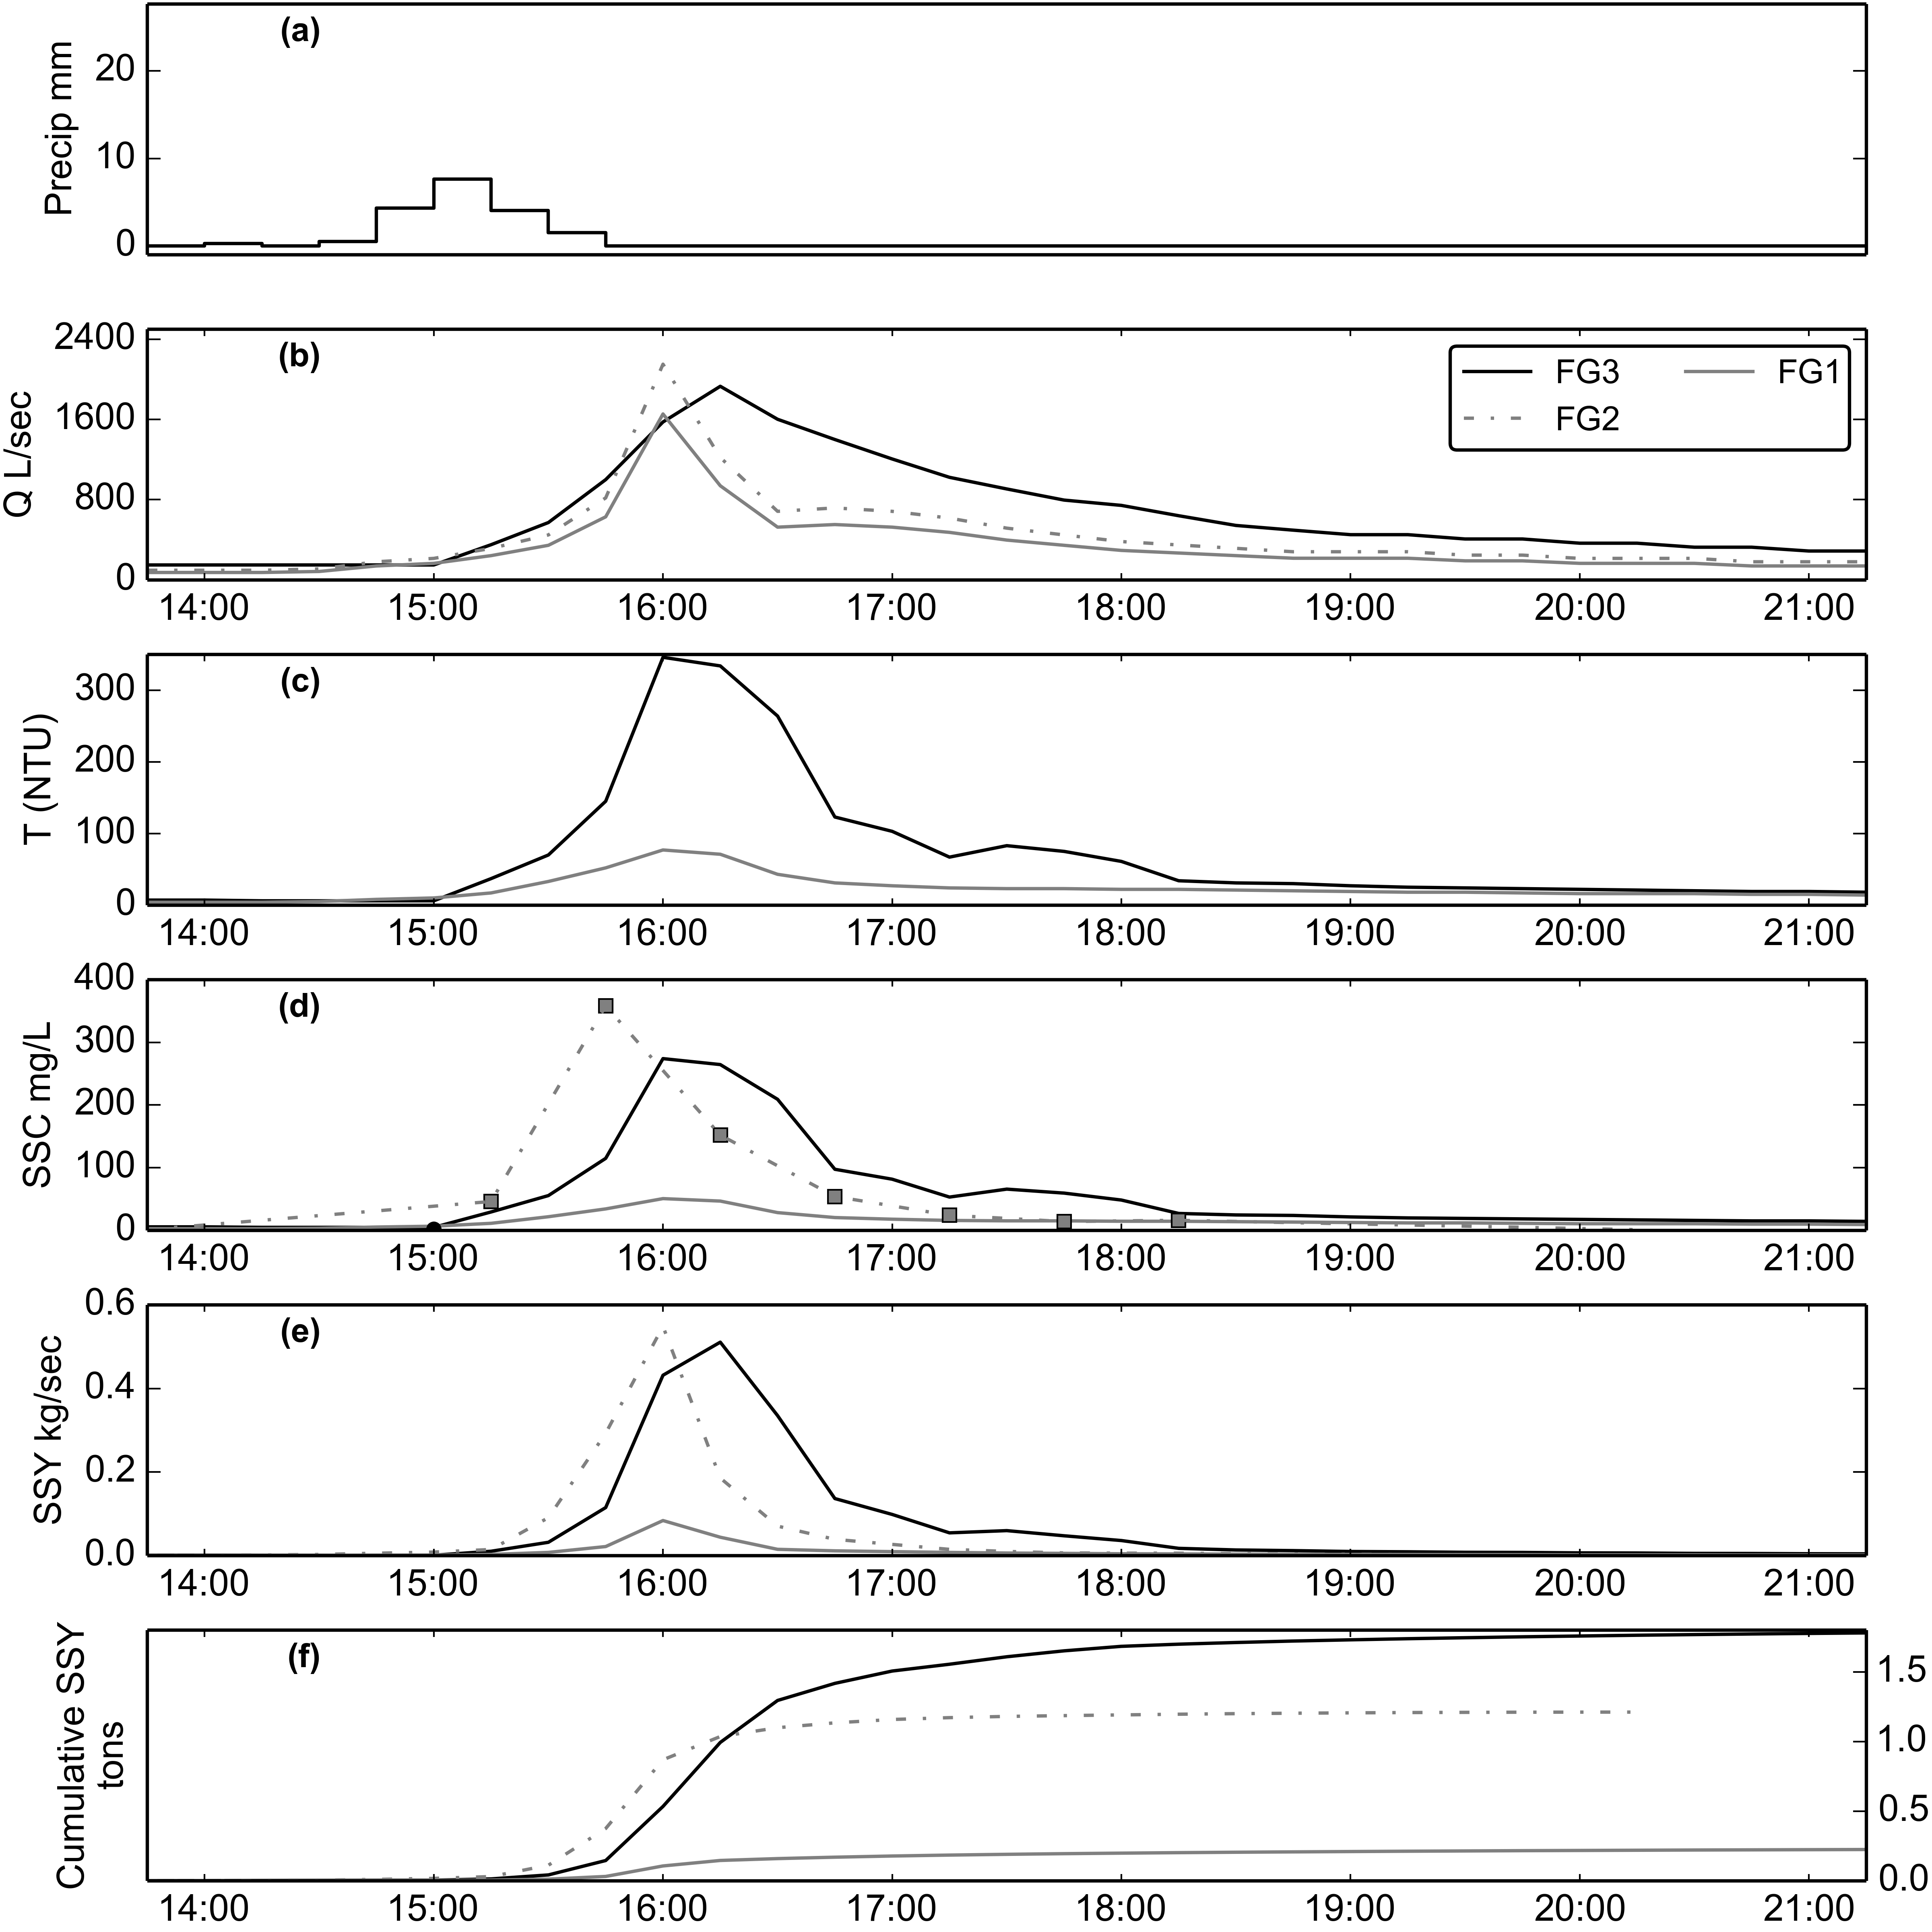 (a)
Precip mm
20
10
0
(b)
Q L/sec
2400
1600
800
0
FG3 FG1
FG2
14:00 15:00 16:00 17:00 18:00 19:00 20:00 21:00
(c)
T (NTU)
300
200
100
0
14:00 15:00 16:00 17:00 18:00 19:00 20:00 21:00
(d)
SSC mg/L
400
300
200
100
0
14:00 15:00 16:00 17:00 18:00 19:00 20:00 21:00
(e)
SSY kg/sec
0.6
0.4
0.2
0.0
14:00 15:00 16:00 17:00 18:00 19:00 20:00 21:00
(f)
Cumulative SSY
tons
1.5
1.0
0.5
0.0
14:00 15:00 16:00 17:00 18:00 19:00 20:00 21:00